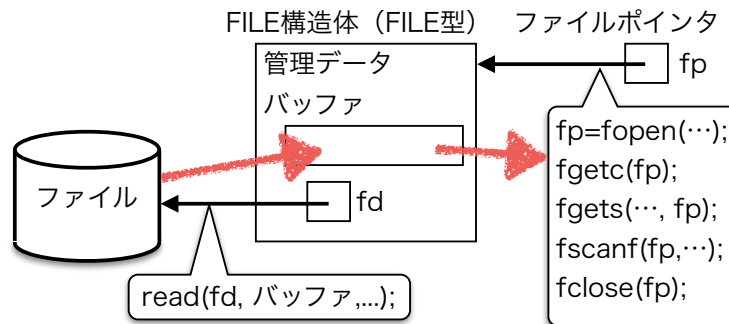 FILE構造体（FILE型）
ファイルポインタ
管理データ
fp
バッファ
fp=fopen(…);
fgetc(fp);
fgets(…, fp);
fscanf(fp,…);
fclose(fp);
ファイル
fd
read(fd, バッファ,...);